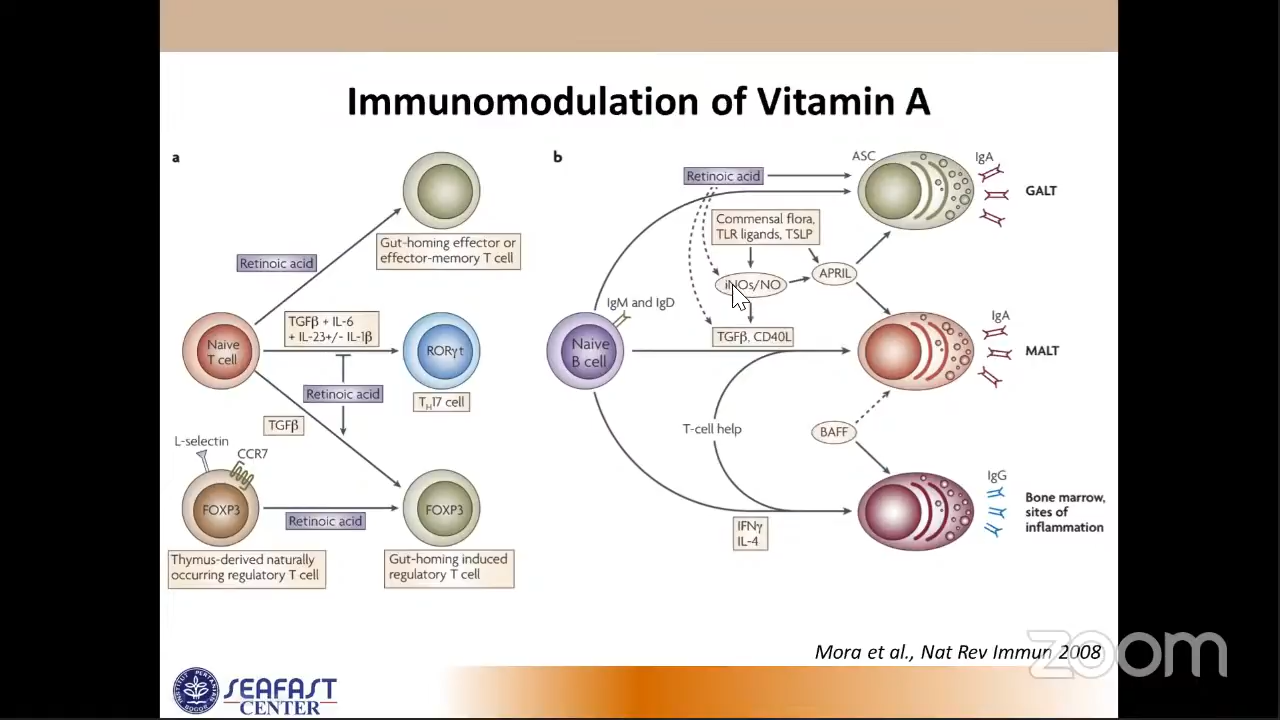 Immunomodulation of Vitamin A
a
Retinoic acid
Gut-homing effector or
effector-memory T cell
Naive
T cell
TGFβ + IL-6
+ IL-23+/- IL-1β
RORγt
TH17 cell
Retinoic acid
TGFβ
L-selectin
CCR7
FOXP3
Retinoic acid
FOXP3
Thymus-derived naturally
occurring regulatory T cell
Gut-homing induced
regulatory T cell
b
Retinoic acid
ASC
IgA
GALT
Commensal flora,
TLR ligands, TSLP
iNOs/NO
APRIL
IgM and IgD
Naive
B cell
TGFβ, CD40L
IgA
MALT
T-cell help
BAFF
IgG
Bone marrow,
sites of
inflammation
IFNγ
IL-4
Mora et al., Nat Rev Immun 2008
zoom
SEAFAST
CENTER